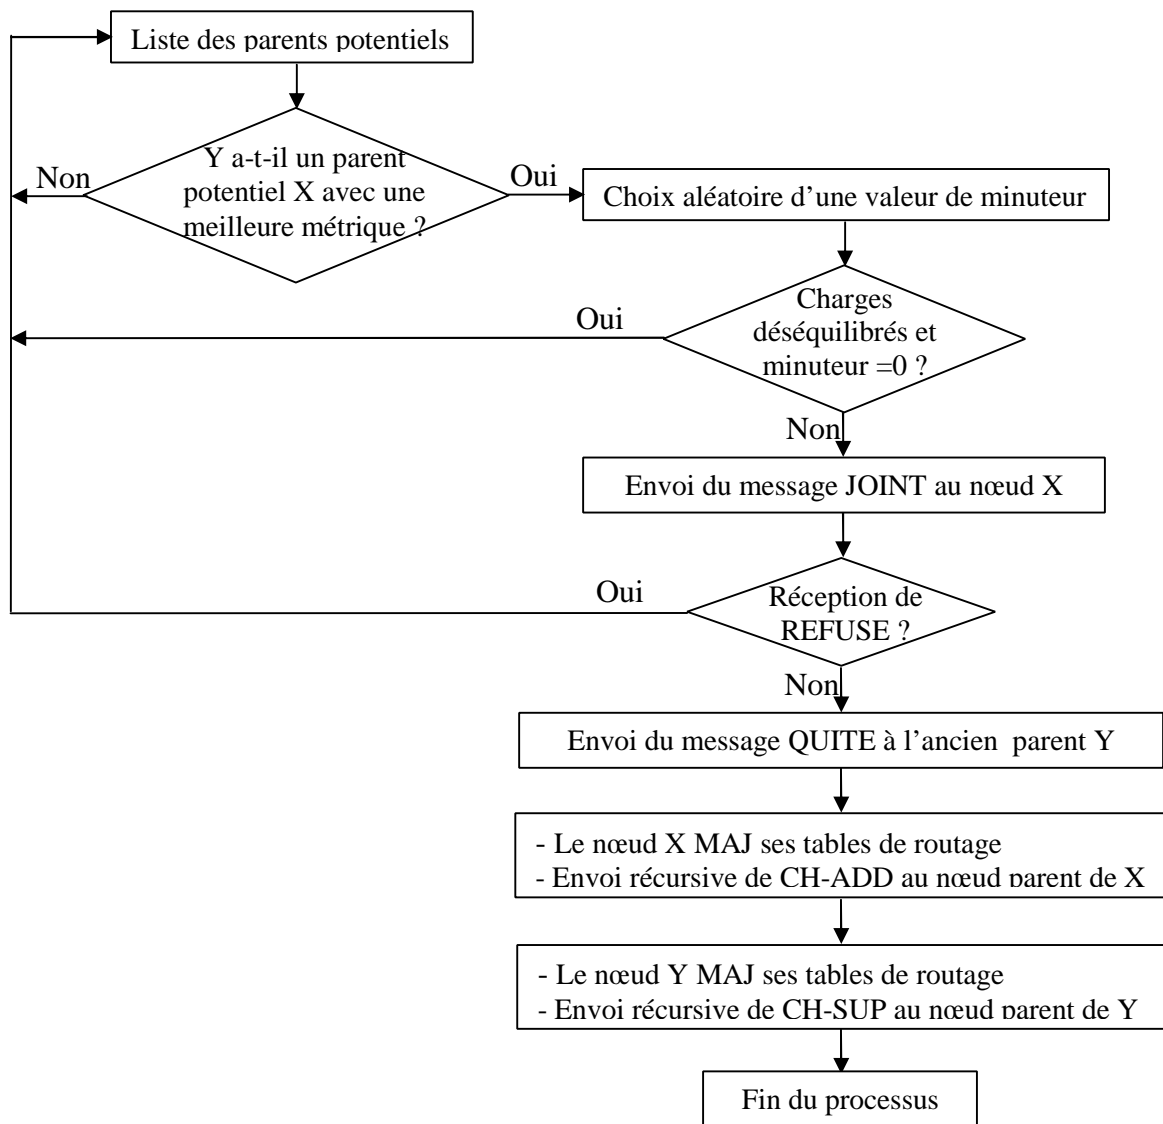 Liste des parents potentiels
Y a-t-il un parent
potentiel X avec une
meilleure métrique ?
Non
Oui
Choix aléatoire d’une valeur de minuteur
Charges
déséquilibrés et
minuteur =0 ?
Oui
Non
Envoi du message JOINT au nœud X
Réception de
REFUSE ?
Oui
Non
Envoi du message QUITE à l’ancien parent Y
- Le nœud X MAJ ses tables de routage
- Envoi récursive de CH-ADD au nœud parent de X
- Le nœud Y MAJ ses tables de routage
- Envoi récursive de CH-SUP au nœud parent de Y
Fin du processus